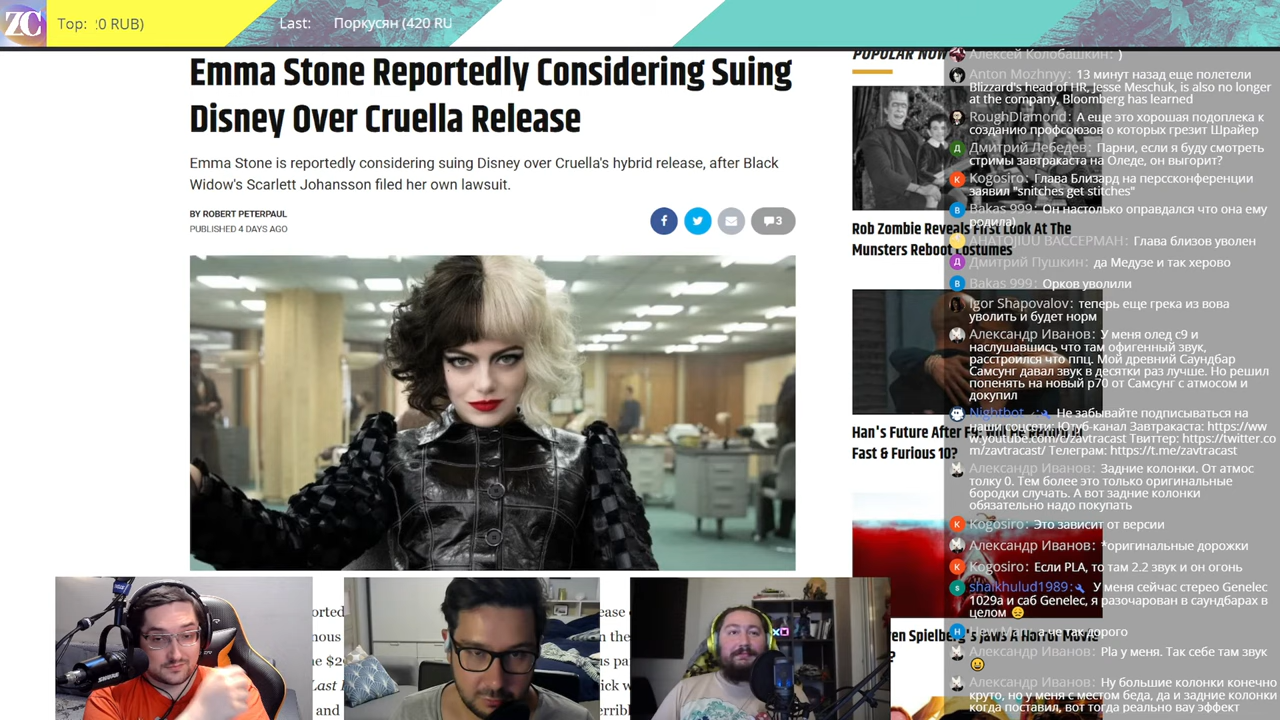 ZC
Top: :0 RUB)
Last: Поркусян (420 RU
Emma Stone Reportedly Considering Suing
Disney Over Cruella Release
Emma Stone is reportedly considering suing Disney over Cruella's hybrid release, after Black
Widow's Scarlett Johansson filed her own lawsuit.
BY ROBERT PETERPAUL
PUBLISHED 4 DAYS AGO
3
POPULAR NOW
Rob Zombie Reveals First Look At The
Munsters Reboot Costumes
Han's Future After F9:
Fast & Furious 10?
SHURE
Алексей Колобашкин: :)
Anton Mozhnyy: 13 минут назад еще полетели
Blizzard's head of HR, Jesse Meschuk, is also no longer
at the company, Bloomberg has learned
RoughDIamond: А еще это хорошая подоплека к
созданию профсоюзов о которых грезит Шрайер
Дмитрий Лебедев: Парни, если я буду смотреть
стримы завтракаста на Оледе, он выгорит?
Kogosiro: Глава Близард на перссконференции
заявил "snitches get stitches"
Bakas 999: Он настолько оправдался что она ему
родила)
АНАТОЈIUU ВАССЕРМАН: Глава близов уволен
Дмитрий Пушкин: да Медузе и так херово
Bakas 999: Орков уволили
Igor Shapovalov: теперь еще грека из вова
уволить и будет норм
Александр Иванов: У меня олед с9 и
наслушавшись что там офигенный звук,
расстроился что ппц. Мой древний Саундбар
Самсунг давал звук в десятки раз лучше. Но решил
попенять на новый р70 от Самсунг с атмосом и
докупил
Nightbot: Не забывайте подписываться на
наши соцсети: Ютуб-канал Завтракаста: https://ww
w.youtube.com/c/zavtracast Твиттер: https://twitter.co
m/zavtracast/ Телеграм: https://t.me/zavtracast
Александр Иванов: Задние колонки. От атмос
толку 0. Тем более это только оригинальные
бородки случать. А вот задние колонки
обязательно надо покупать
Kogosiro: Это зависит от версии
Александр Иванов: *оригинальные дорожки
Kogosiro: Если PLA, то там 2.2 звук и он огонь
shaikhulud1989: У меня сейчас стерео Genelec
1029a и саб Genelec, я разочарован в саундбарах в
целом
New Man: а че так дорого
Александр Иванов: Pla у меня. Так себе там звук
Александр Иванов: Ну большие колонки конечно
круто, но у меня с местом беда, да и задние колонки
когда поставил, вот тогда реально вау эффект